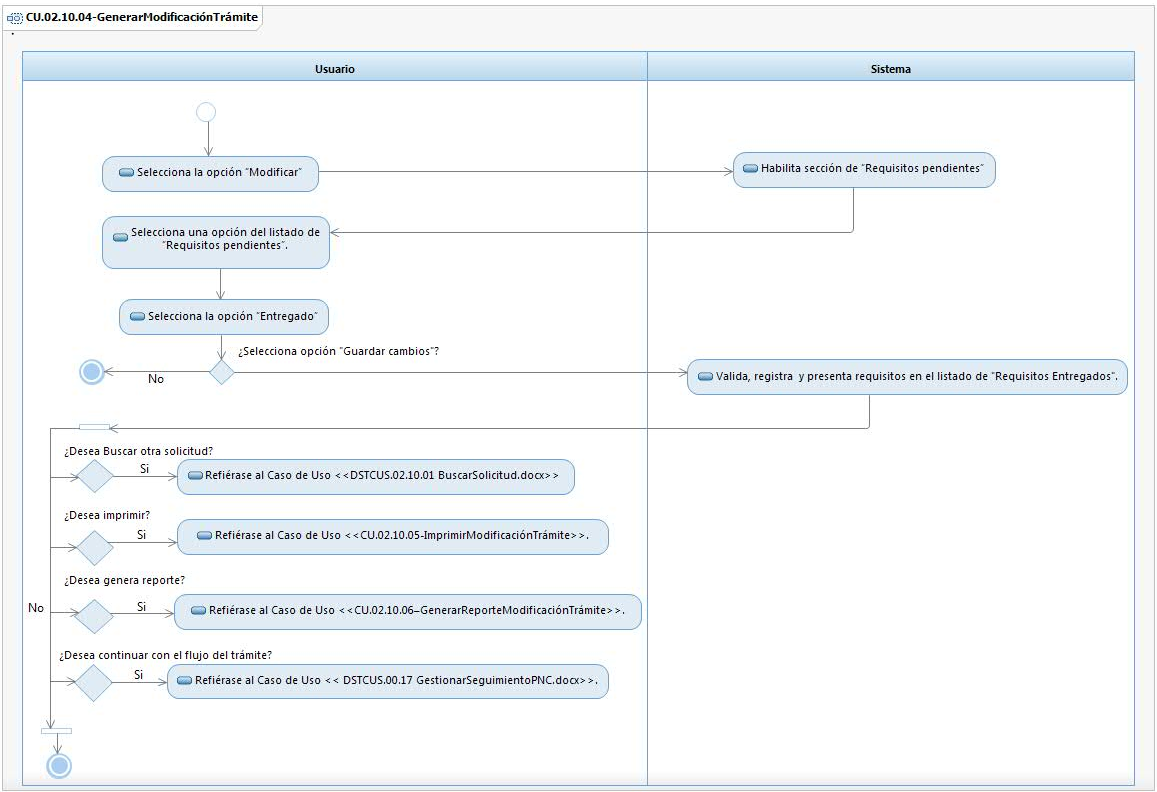 CU.02.10.04-GenerarModificaciónTrámite
Usuario
Sistema
Selecciona la opción "Modificar"
Habilita sección de "Requisitos pendientes"
Selecciona una opción del listado de
"Requisitos pendientes".
Selecciona la opción "Entregado"
¿Selecciona opción "Guardar cambios"?
No
Valida, registra y presenta requisitos en el listado de "Requisitos Entregados".
¿Desea Buscar otra solicitud?
Si
Refiérase al Caso de Uso <<DSTCUS.02.10.01 BuscarSolicitud.docx>>
¿Desea imprimir?
Si
Refiérase al Caso de Uso <<CU.02.10.05-ImprimirModificaciónTrámite>>.
¿Desea genera reporte?
No
Si
Refiérase al Caso de Uso <<CU.02.10.06–GenerarReporteModificaciónTrámite>>.
¿Desea continuar con el flujo del trámite?
Si
Refiérase al Caso de Uso << DSTCUS.00.17 GestionarSeguimientoPNC.docx>>.